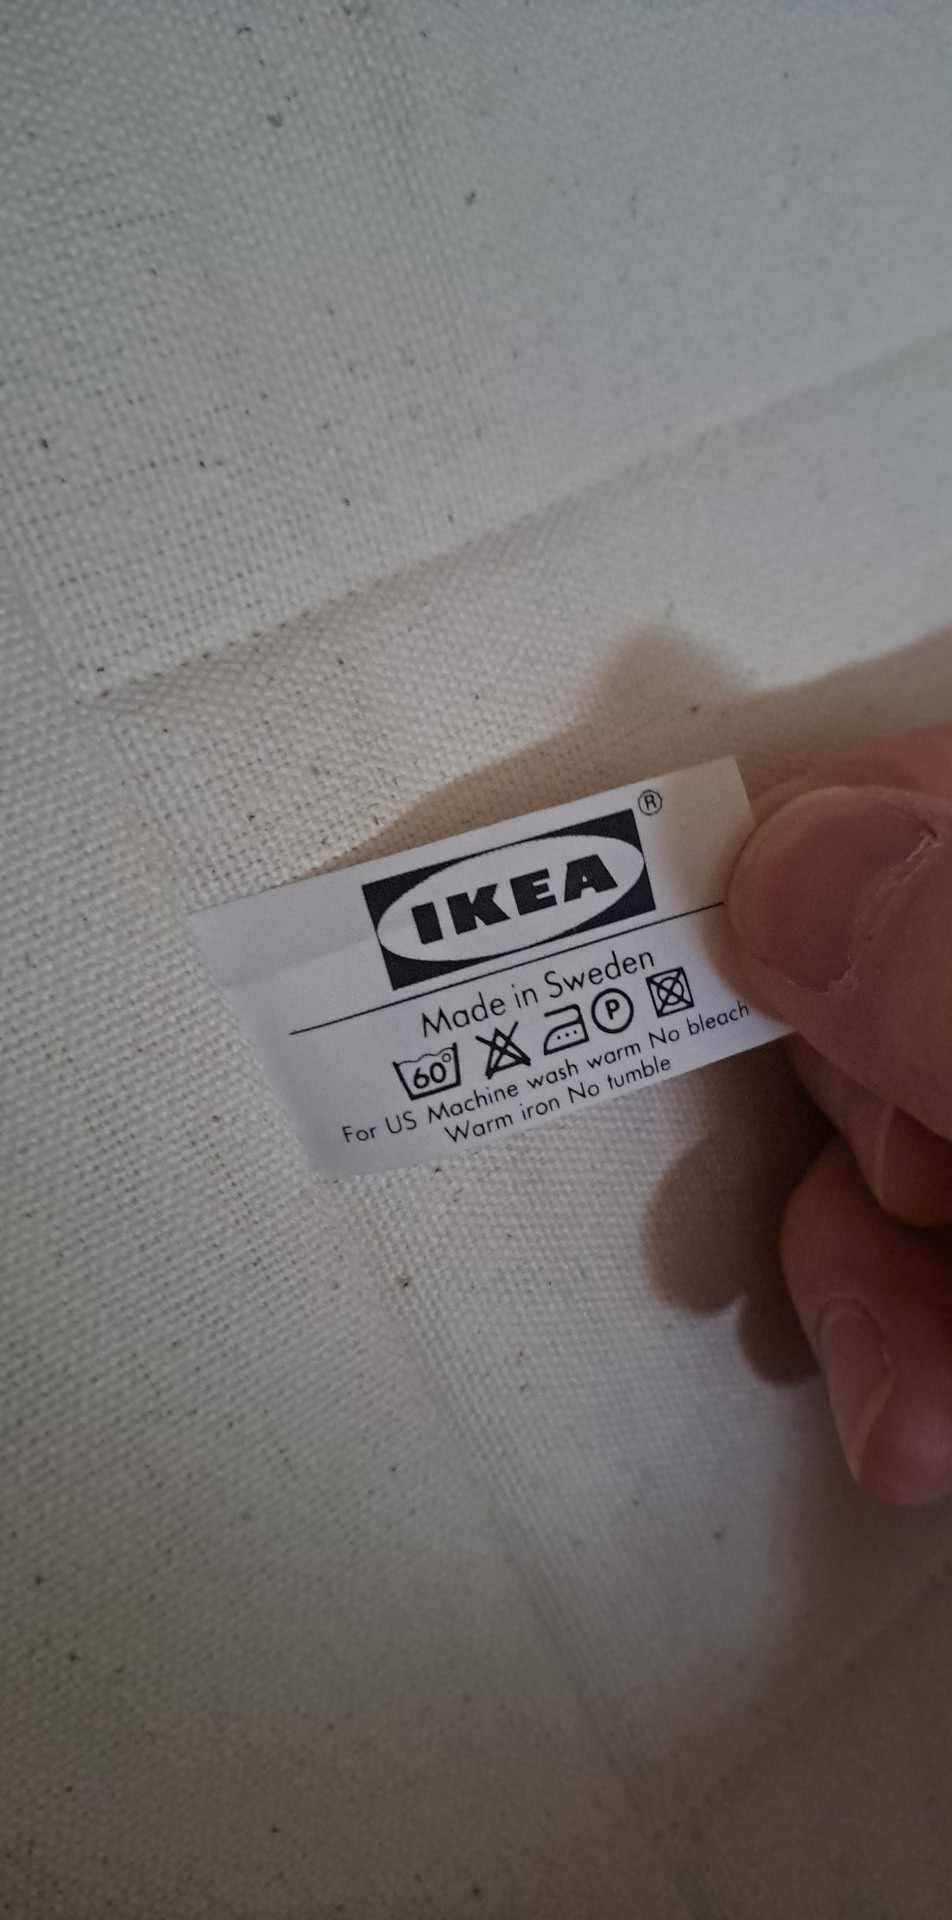 IKEA®
Made in Sweden
60° P
For US Machine wash warm No bleach
Warm iron No tumble